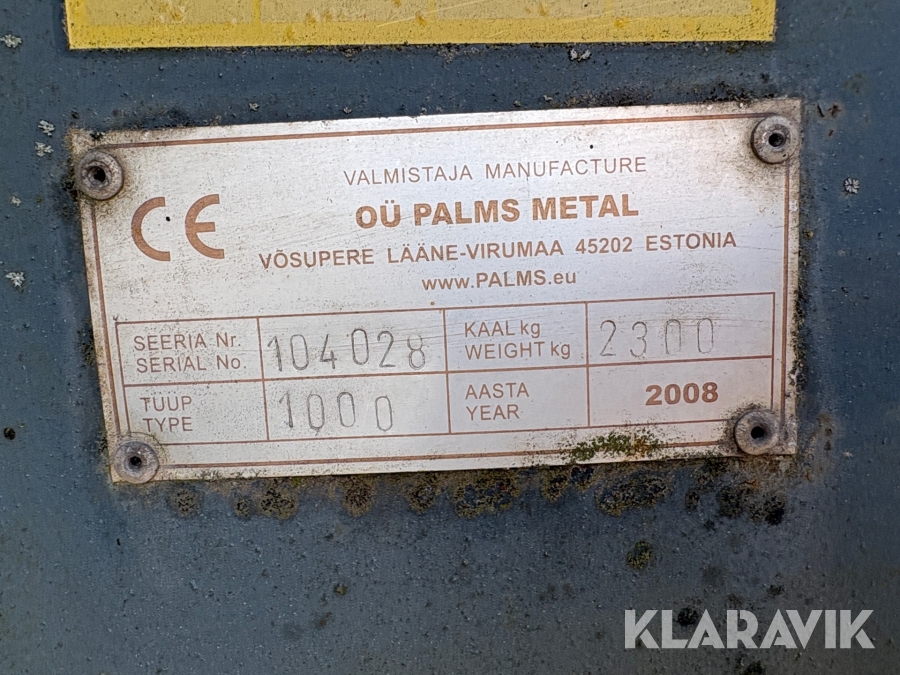 CE
VALMISTAJA MANUFACTURE
OÜ PALMS METAL
VÕSUPERE LÄÄNE-VIRUMAA 45202 ESTONIA
www.PALMS.eu
SEERIA Nr. 104028 KAAL kg 2300
SERIAL No. WEIGHT kg
TÜÜP 1000 AASTA 2008
TYPE YEAR
KLARAVIK